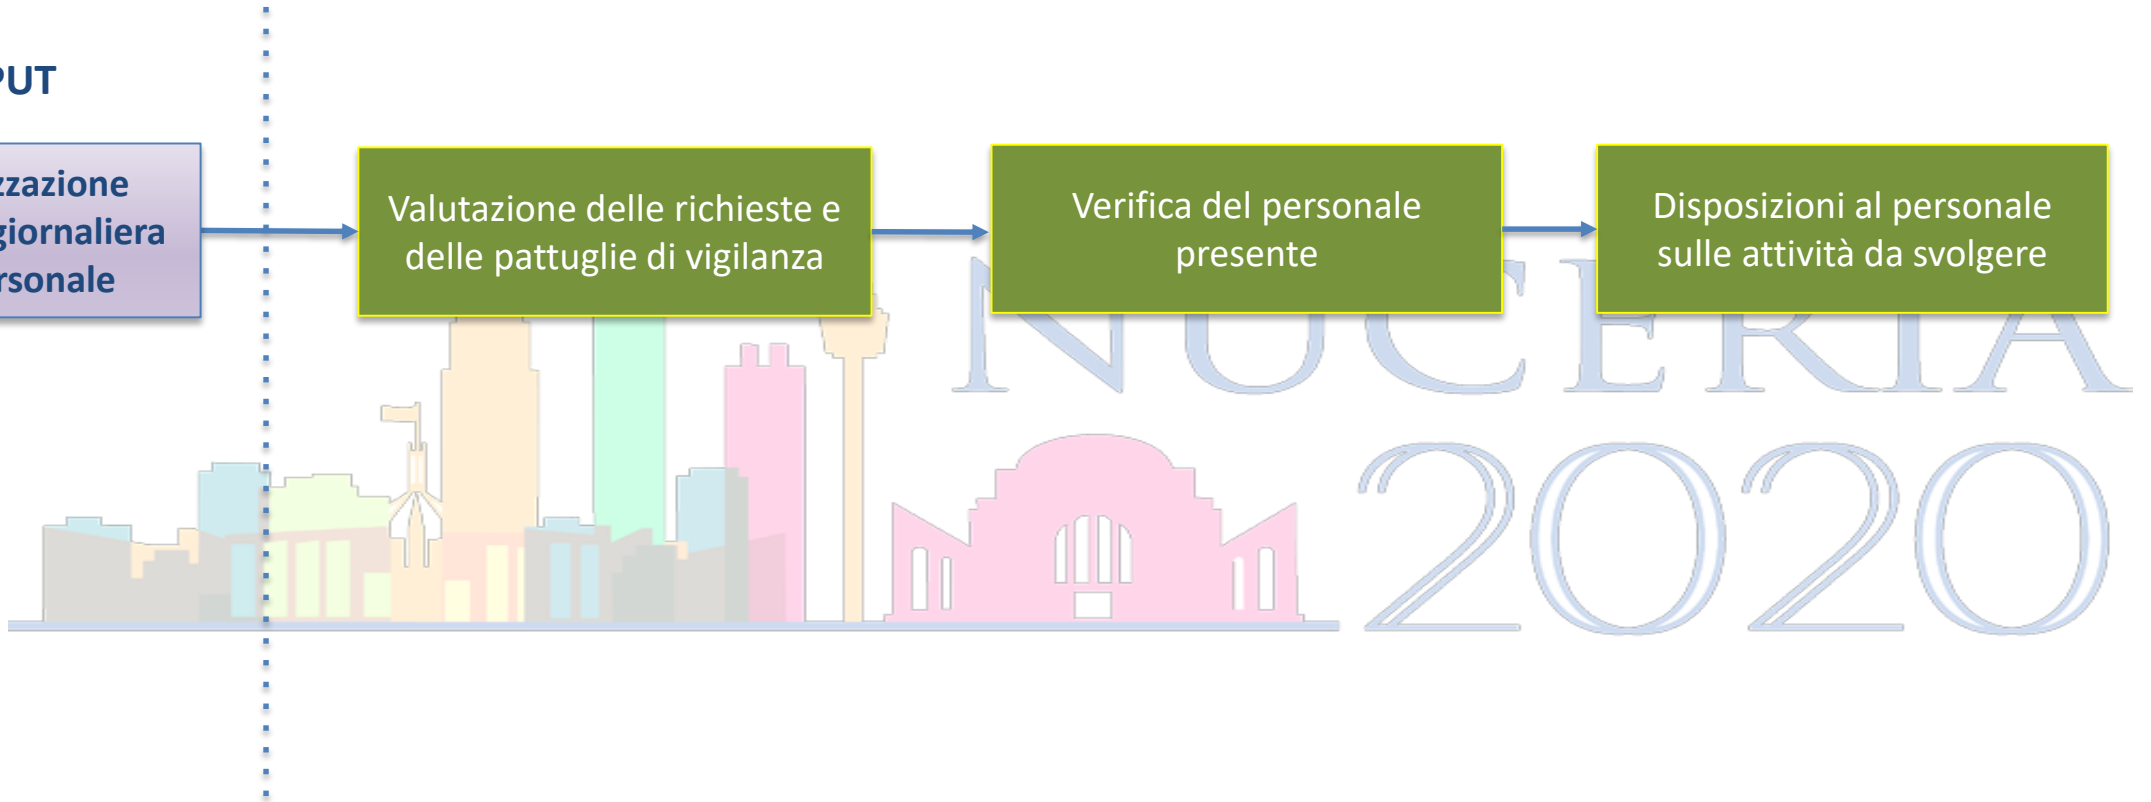 PUT
zzazione
giornaliera
rsonale
Valutazione delle richieste e
delle pattuglie di vigilanza
Verifica del personale
presente
Disposizioni al personale
sulle attività da svolgere
NUCERIA
2020